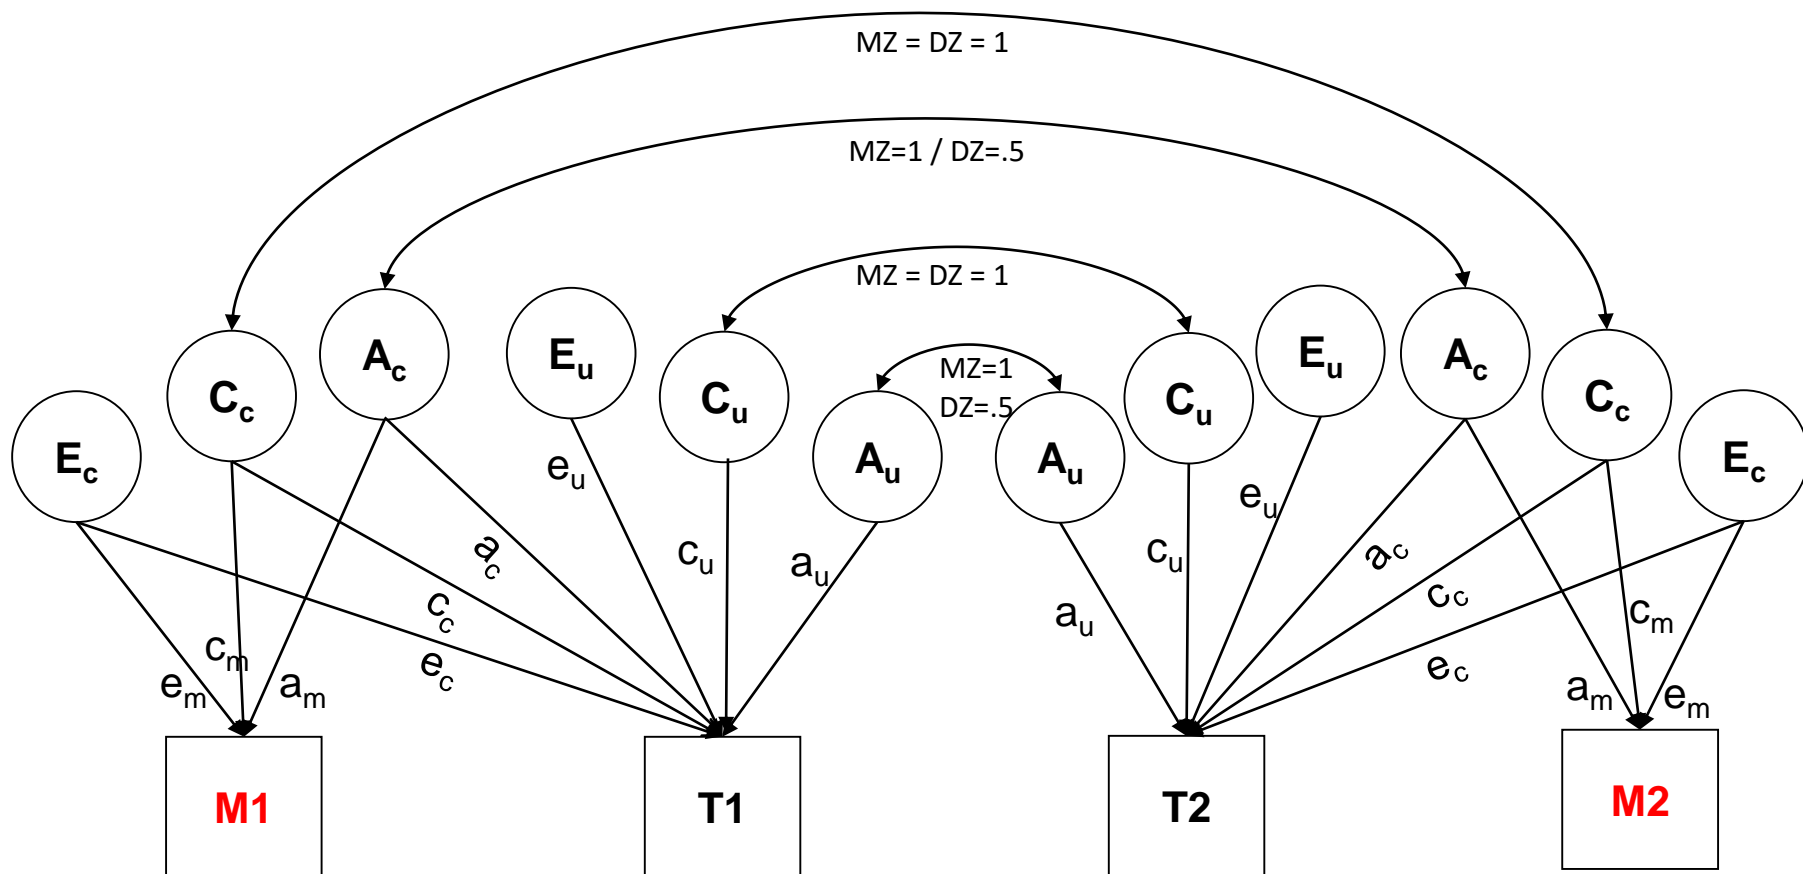 MZ = DZ = 1
MZ=1 / DZ=.5
MZ = DZ = 1
MZ=1
DZ=.5
Ec
Cc
Ac
Eu
Cu
Au
Au
Cu
Eu
Ac
Cc
Ec
em
cm
am
ec
cc
ac
eu
cu
au
au
cu
eu
ac
cc
ec
am
cm
em
M1
T1
T2
M2